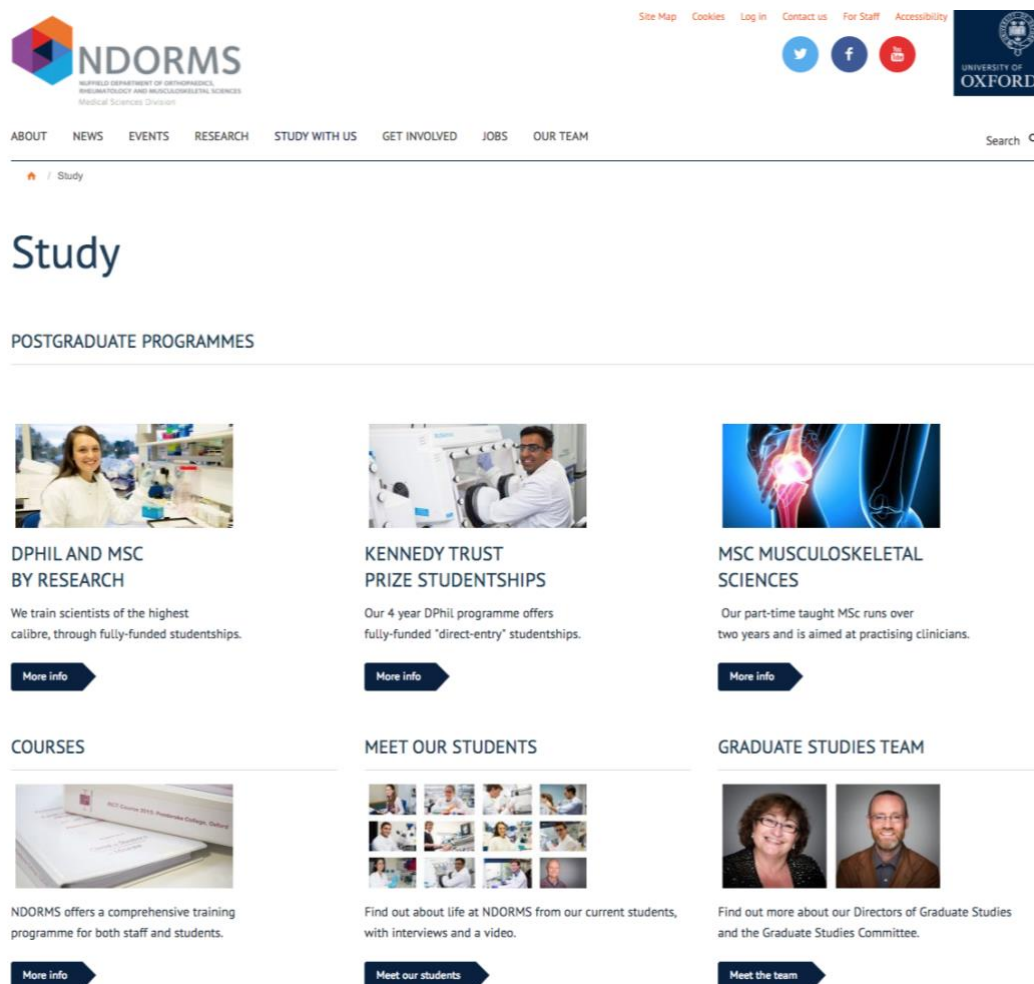 Site Map Cookies Log in Contact us For Staff Accessibility
NDORMS
NUFFIELD DEPARTMENT OF ORTHOPAEDICS,
RHEUMATOLOGY AND MUSCULOSKELETAL SCIENCES
Medical Sciences Division
UNIVERSITY OF
OXFORD
ABOUT NEWS EVENTS RESEARCH STUDY WITH US GET INVOLVED JOBS OUR TEAM
Search
/ Study
Study
POSTGRADUATE PROGRAMMES
DPHIL AND MSC
BY RESEARCH
We train scientists of the highest
calibre, through fully-funded studentships.
More info
KENNEDY TRUST
PRIZE STUDENTSHIPS
Our 4 year DPhil programme offers
fully-funded "direct-entry" studentships.
More info
MSC MUSCULOSKELETAL
SCIENCES
Our part-time taught MSc runs over
two years and is aimed at practising clinicians.
More info
COURSES
NDORMS offers a comprehensive training
programme for both staff and students.
More info
MEET OUR STUDENTS
Find out about life at NDORMS from our current students,
with interviews and a video.
Meet our students
GRADUATE STUDIES TEAM
Find out more about our Directors of Graduate Studies
and the Graduate Studies Committee.
Meet the team